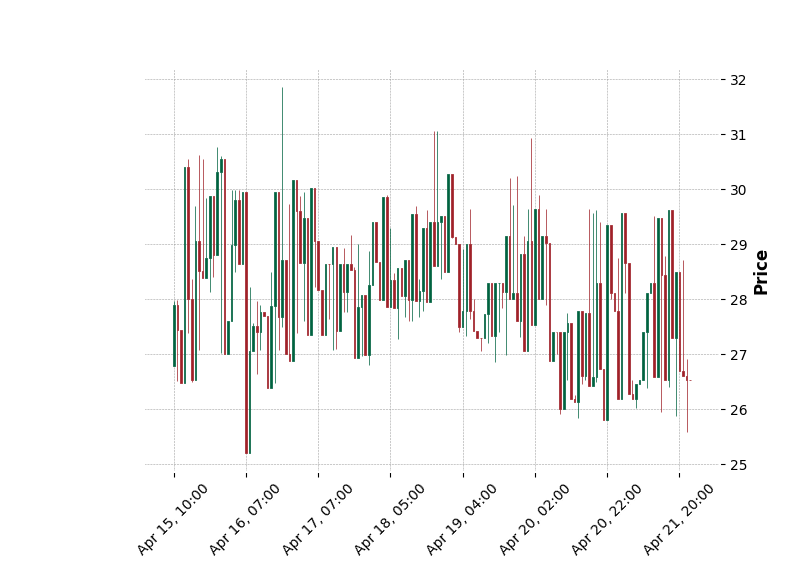 32
31
30
29
28
27
26
25
Price
Apr 15, 10:00
Apr 16, 07:00
Apr 17, 07:00
Apr 18, 05:00
Apr 19, 04:00
Apr 20, 02:00
Apr 20, 22:00
Apr 21, 20:00